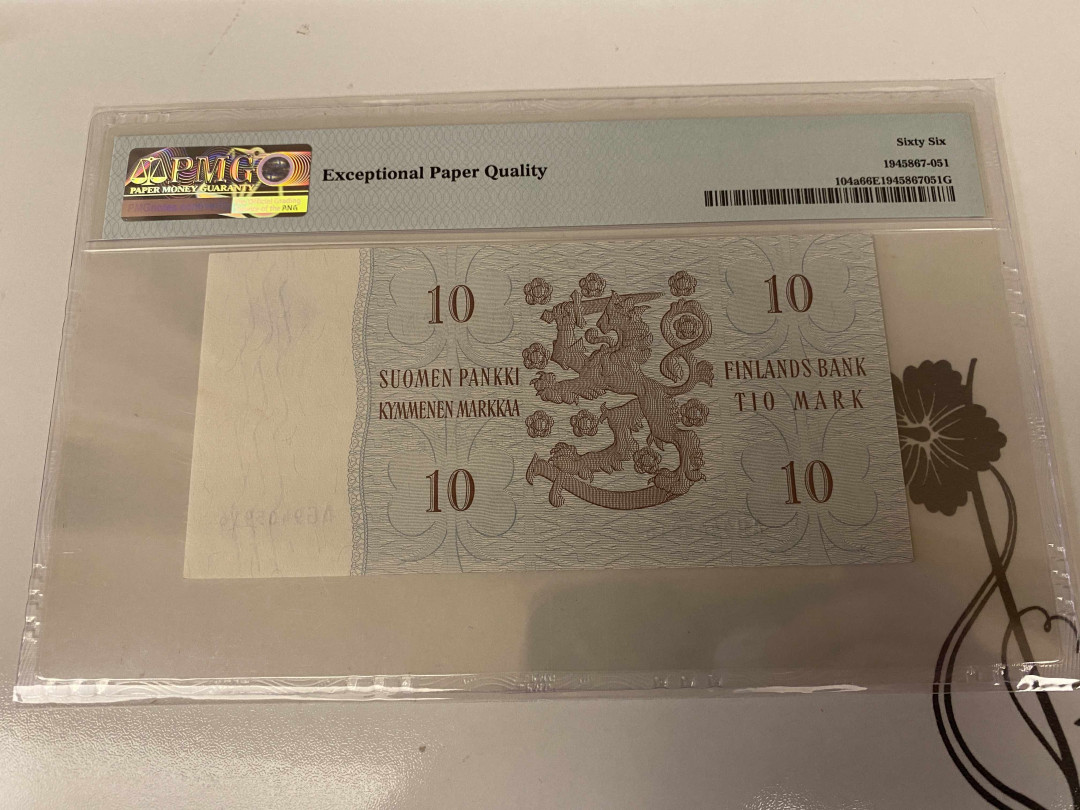 PMG
PAPER MONEY GUARANTY
Exceptional Paper Quality
Sixty Six
1945867-051
104a66E1945867051G
10
10
SUOMEN PANKKI
KYMMENEN MARKKAA
FINLANDS BANK
TIO MARK
10
10